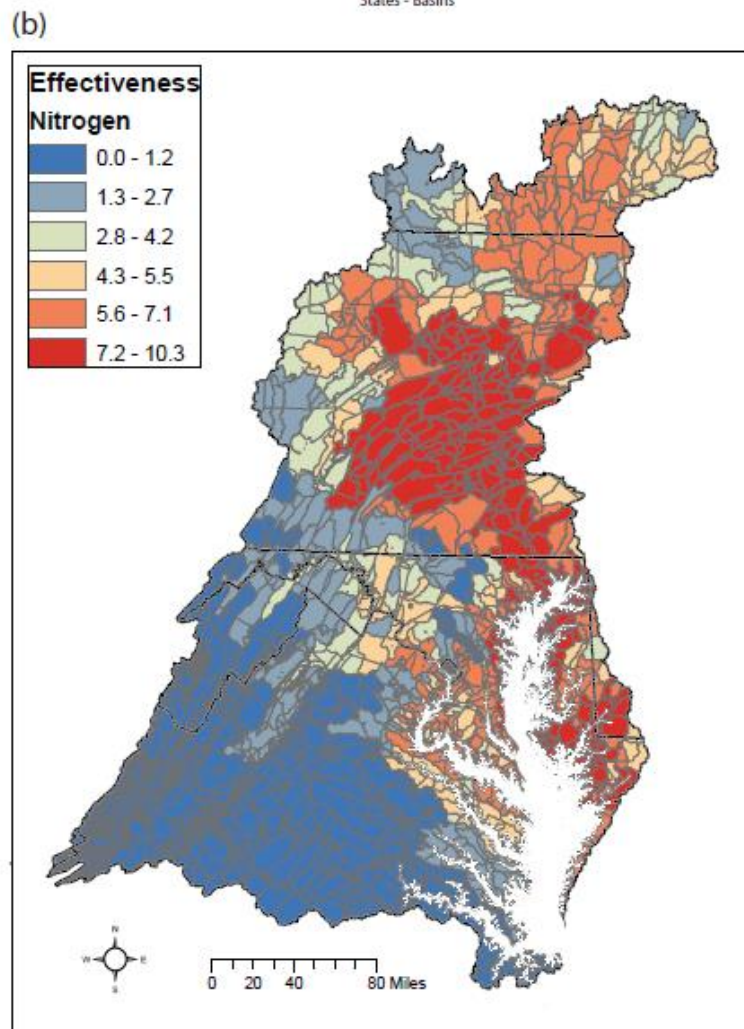 States - Basins
(b)
Effectiveness
Nitrogen
0.0 - 1.2
1.3 - 2.7
2.8 - 4.2
4.3 - 5.5
5.6 - 7.1
7.2 - 10.3
N
W E
S
0 20 40 80 Miles